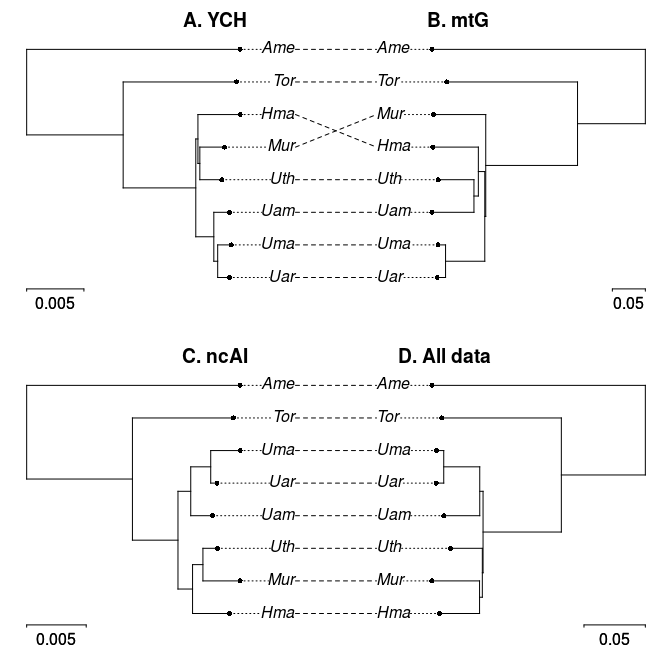 A. YCH B. mtG
Ame Ame
Tor Tor
Hma Mur
Mur Hma
Uth Uth
Uam Uam
Uma Uma
Uar Uar
0.005 0.05
C. ncAI D. All data
Ame Ame
Tor Tor
Uma Uma
Uar Uar
Uam Uam
Uth Uth
Mur Mur
Hma Hma
0.005 0.05